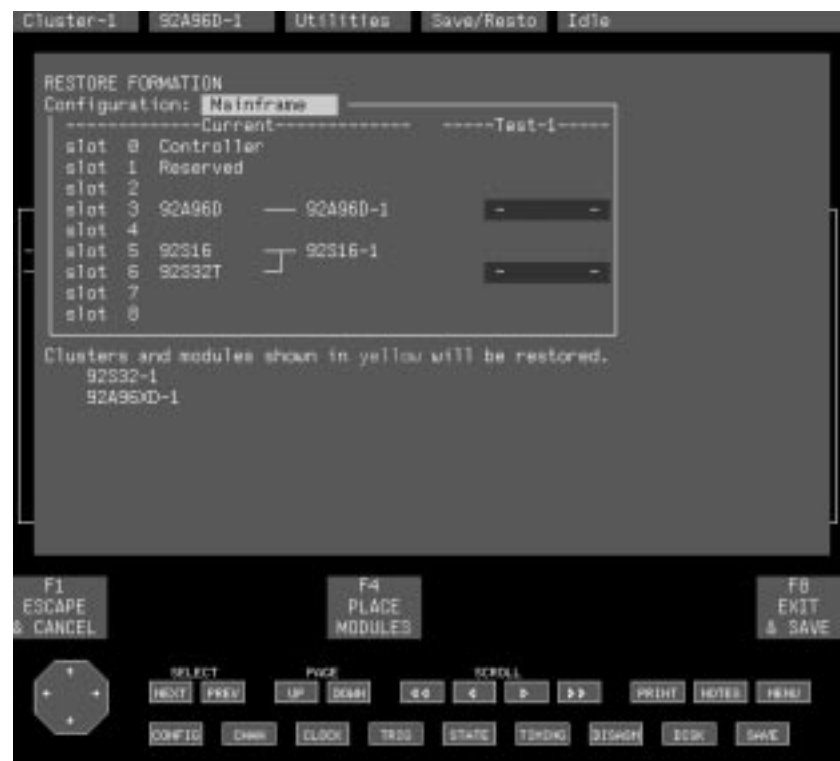 Cluster-1 92A96D-1 Utilities Save/Resto Idle
RESTORE FORMATION
Configuration: Mainframe
-------------Current------------- -----Test-1-----
slot 0 Controller
slot 1 Reserved
slot 2
slot 3 92A96D — 92A96D-1 - -
slot 4
slot 5 92S16 — 92S16-1
slot 6 92S32T - -
slot 7
slot 8
Clusters and modules shown in yellow will be restored.
92S32-1
92A96XD-1
F1 F4 F8
ESCAPE PLACE EXIT
& CANCEL MODULES & SAVE
SELECT PAGE SCROLL
NEXT PREV UP DOWN PRINT NOTES MENU
CONFIG CHAN CLOCK TRIG STATE TIMING DISASM DISK SAVE